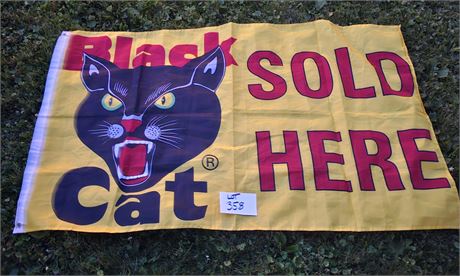 Black
Cat
®
SOLD
HERE
LOT
358